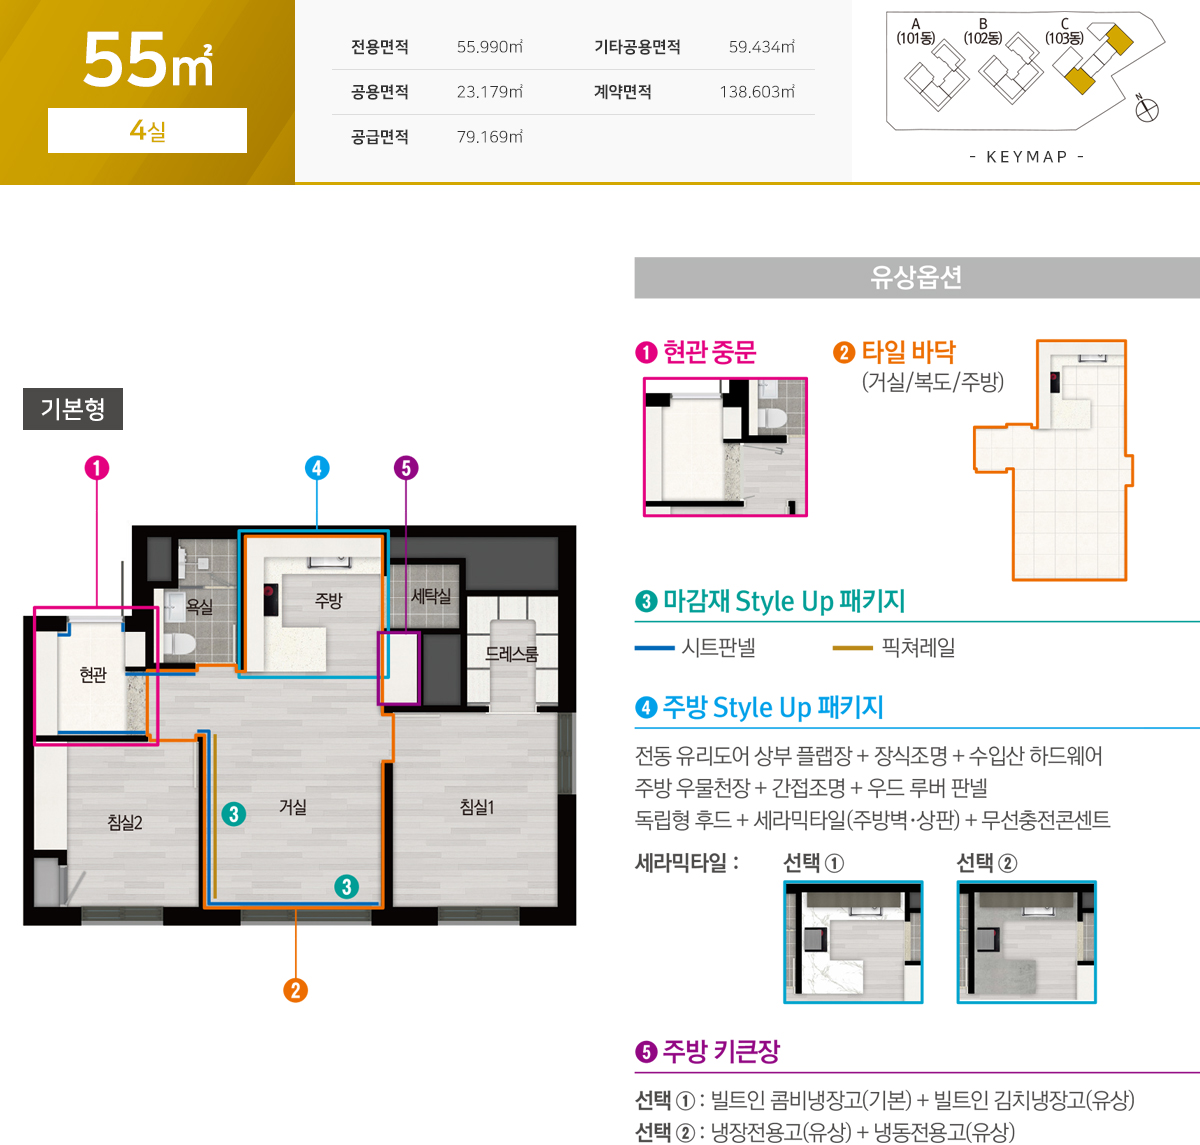 55㎡
4실
전용면적 55.990㎡ 기타공용면적 59.434㎡
공용면적 23.179㎡ 계약면적 138.603㎡
공급면적 79.169㎡
A B C
(101동) (102동) (103동)
N
- KEYMAP -
유상옵션
기본형
1 현관 중문
2 타일 바닥
(거실/복도/주방)
1 4 5
욕실 주방 세탁실
현관 드레스룸
침실2 거실 침실1
3
3
2
3 마감재 Style Up 패키지
시트판넬 픽쳐레일
4 주방 Style Up 패키지
전동 유리도어 상부 플랩장 + 장식조명 + 수입산 하드웨어
주방 우물천장 + 간접조명 + 우드 루버 판넬
독립형 후드 + 세라믹타일(주방벽·상판) + 무선충전콘센트
세라믹타일 : 선택 ① 선택 ②
5 주방 키큰장
선택 ① : 빌트인 콤비냉장고(기본) + 빌트인 김치냉장고(유상)
선택 ② : 냉장전용고(유상) + 냉동전용고(유상)